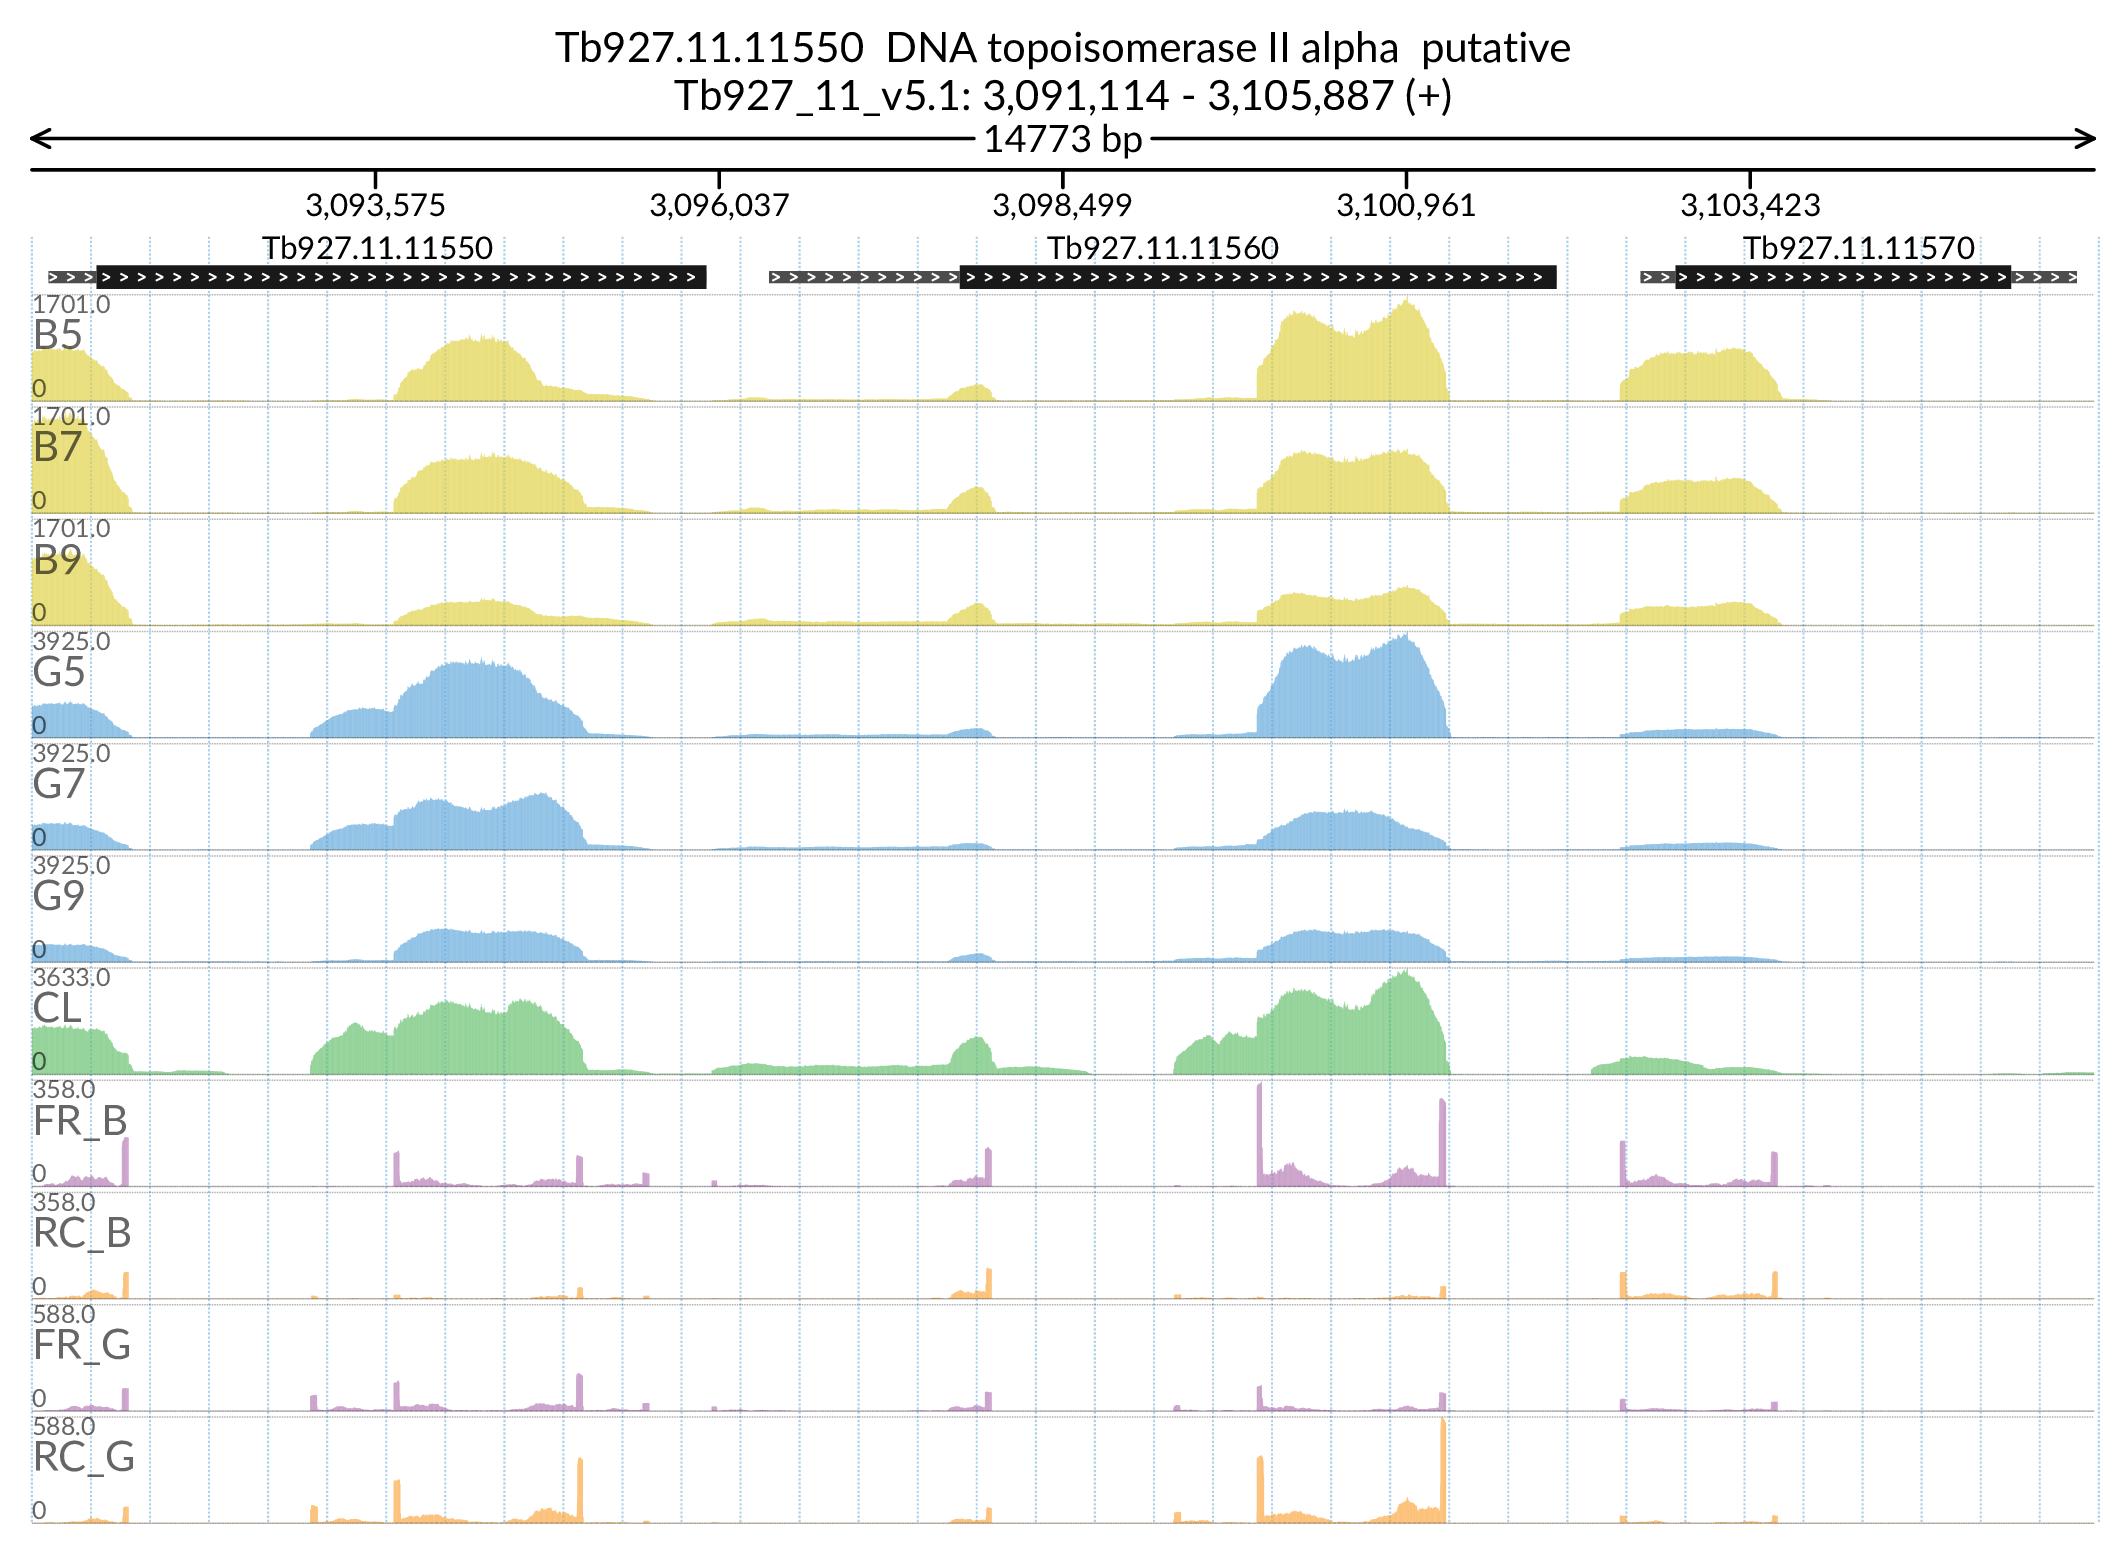 Tb927.11.11550  DNA topoisomerase II alpha  putative
Tb927_11_v5.1: 3,091,114 - 3,105,887 (+)
14773 bp
3,093,575 3,096,037 3,098,499 3,100,961 3,103,423
Tb927.11.11550 Tb927.11.11560 Tb927.11.11570
1701.0
B5
0
1701.0
B7
0
1701.0
B9
0
3925.0
G5
0
3925.0
G7
0
3925.0
G9
0
3633.0
CL
0
358.0
FR_B
0
358.0
RC_B
0
588.0
FR_G
0
588.0
RC_G
0